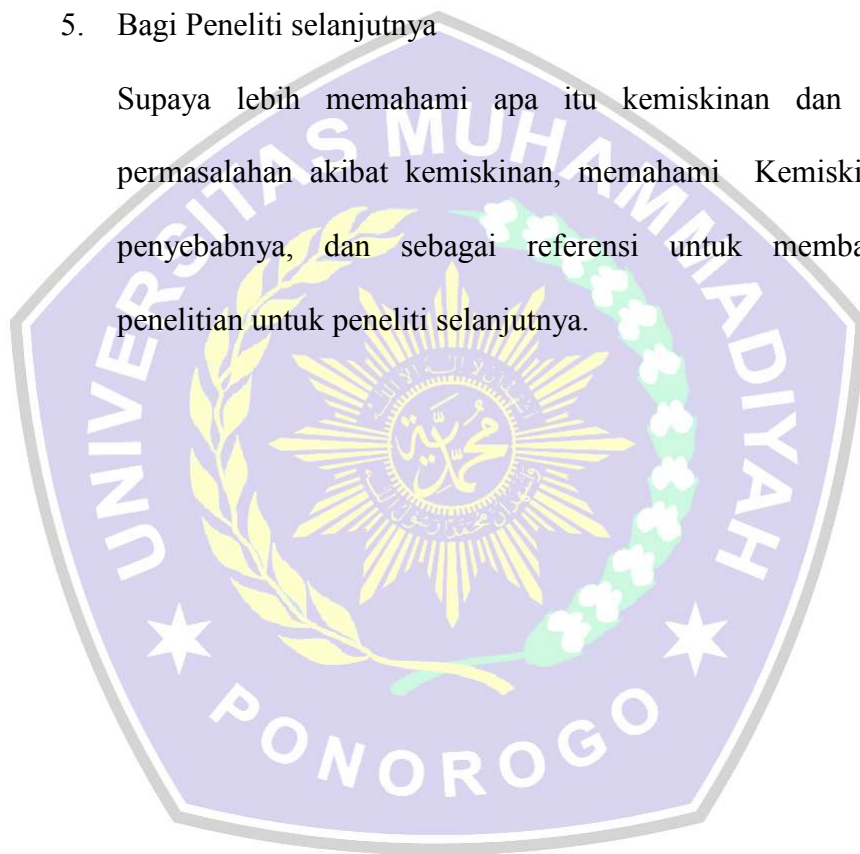 5. Bagi Peneliti selanjutnya
Supaya lebih memahami apa itu kemiskinan dan
permasalahan akibat kemiskinan, memahami Kemiski
penyebabnya, dan sebagai referensi untuk memba
penelitian untuk peneliti selanjutnya.
UNIVERSITAS MUHAMMADIYAH
محمدية
PONOROGO